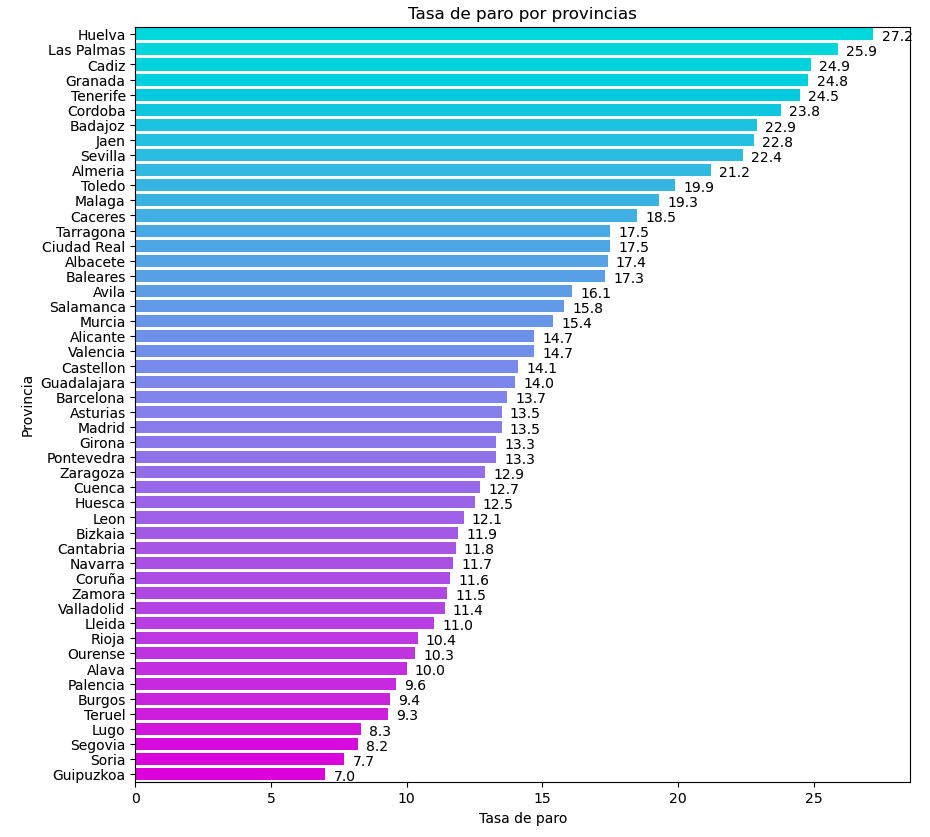 Tasa de paro por provincias
Huelva 27.2
Las Palmas 25.9
Cadiz 24.9
Granada 24.8
Tenerife 24.5
Cordoba 23.8
Badajoz 22.9
Jaen 22.8
Sevilla 22.4
Almeria 21.2
Toledo 19.9
Malaga 19.3
Caceres 18.5
Tarragona 17.5
Ciudad Real 17.5
Albacete 17.4
Baleares 17.3
Avila 16.1
Salamanca 15.8
Murcia 15.4
Alicante 14.7
Valencia 14.7
Castellon 14.1
Guadalajara 14.0
Barcelona 13.7
Asturias 13.5
Madrid 13.5
Girona 13.3
Pontevedra 13.3
Zaragoza 12.9
Cuenca 12.7
Huesca 12.5
Leon 12.1
Bizkaia 11.9
Cantabria 11.8
Navarra 11.7
Coruña 11.6
Zamora 11.5
Valladolid 11.4
Lleida 11.0
Rioja 10.4
Ourense 10.3
Alava 10.0
Palencia 9.6
Burgos 9.4
Teruel 9.3
Lugo 8.3
Segovia 8.2
Soria 7.7
Guipuzkoa 7.0
Provincia
0 5 10 15 20 25
Tasa de paro